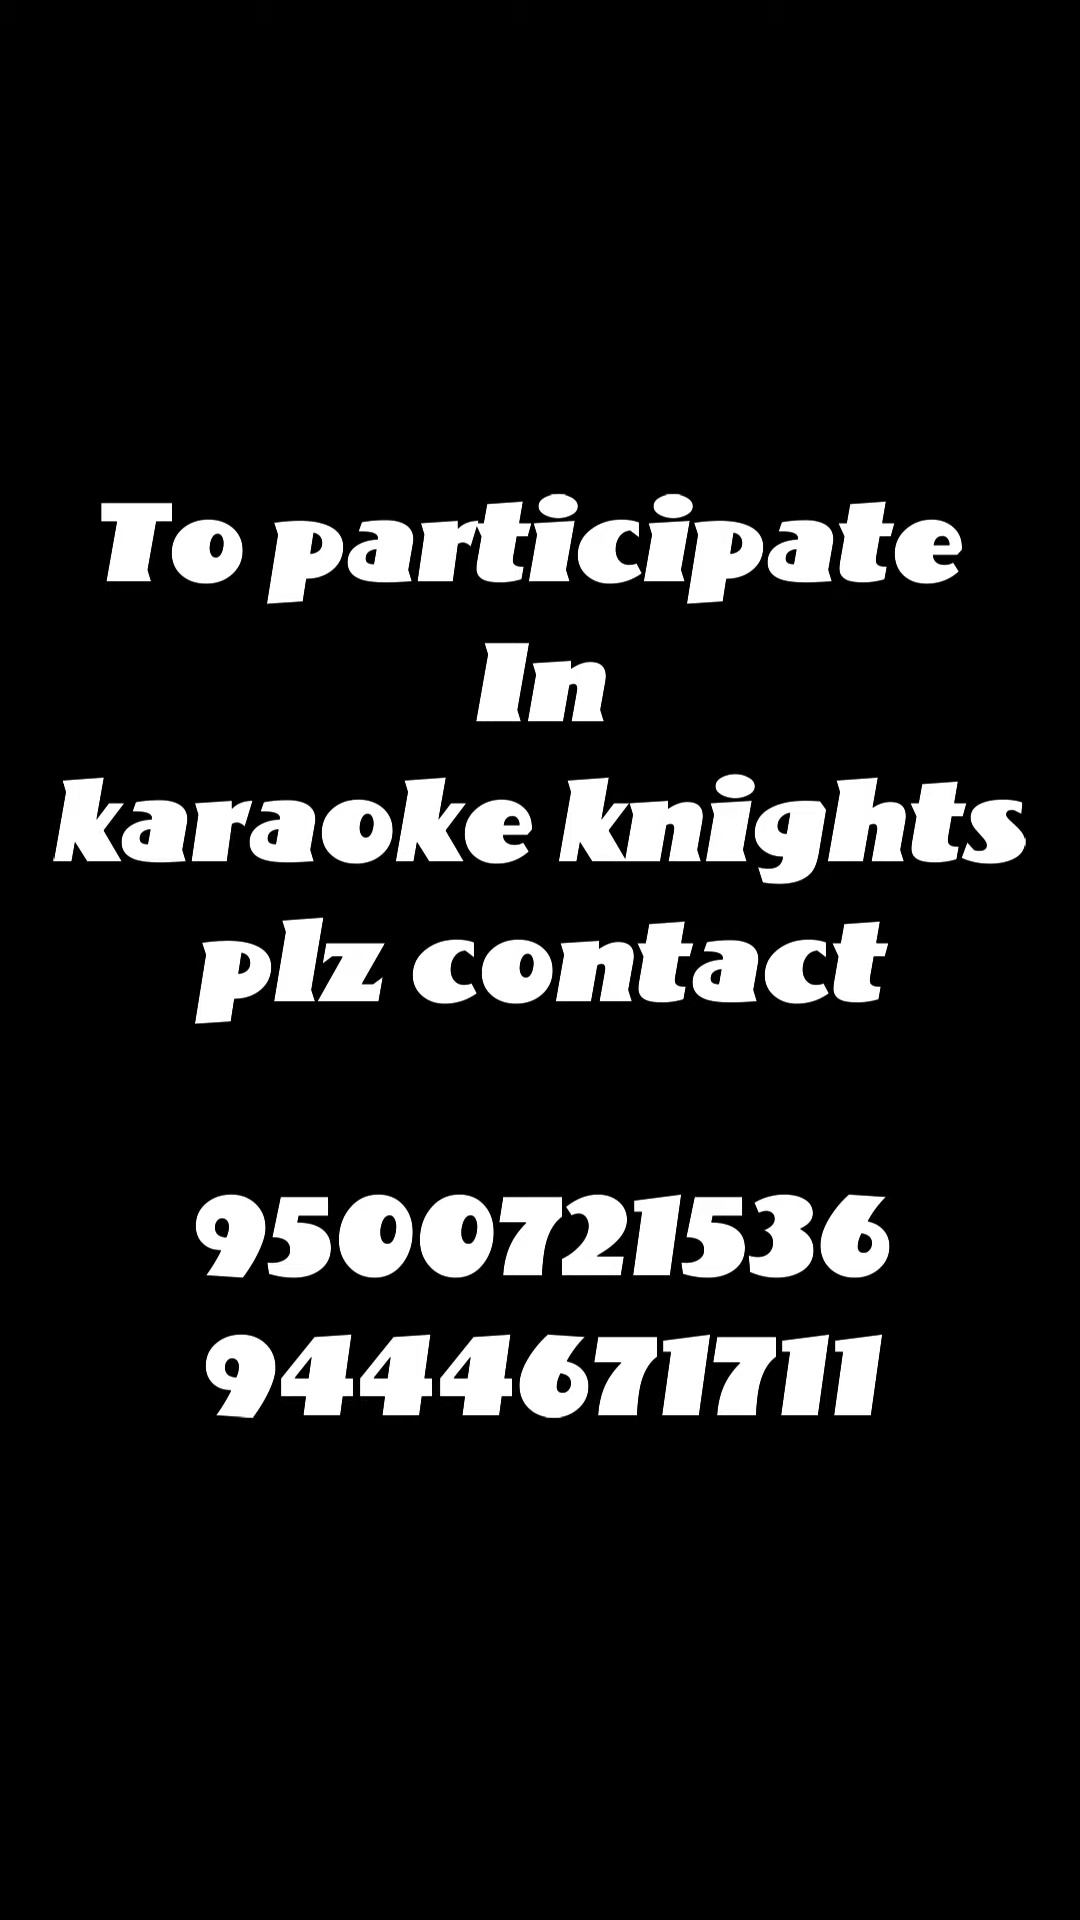 To participate
In
karaoke knights
plz contact
9500721536
9444671711